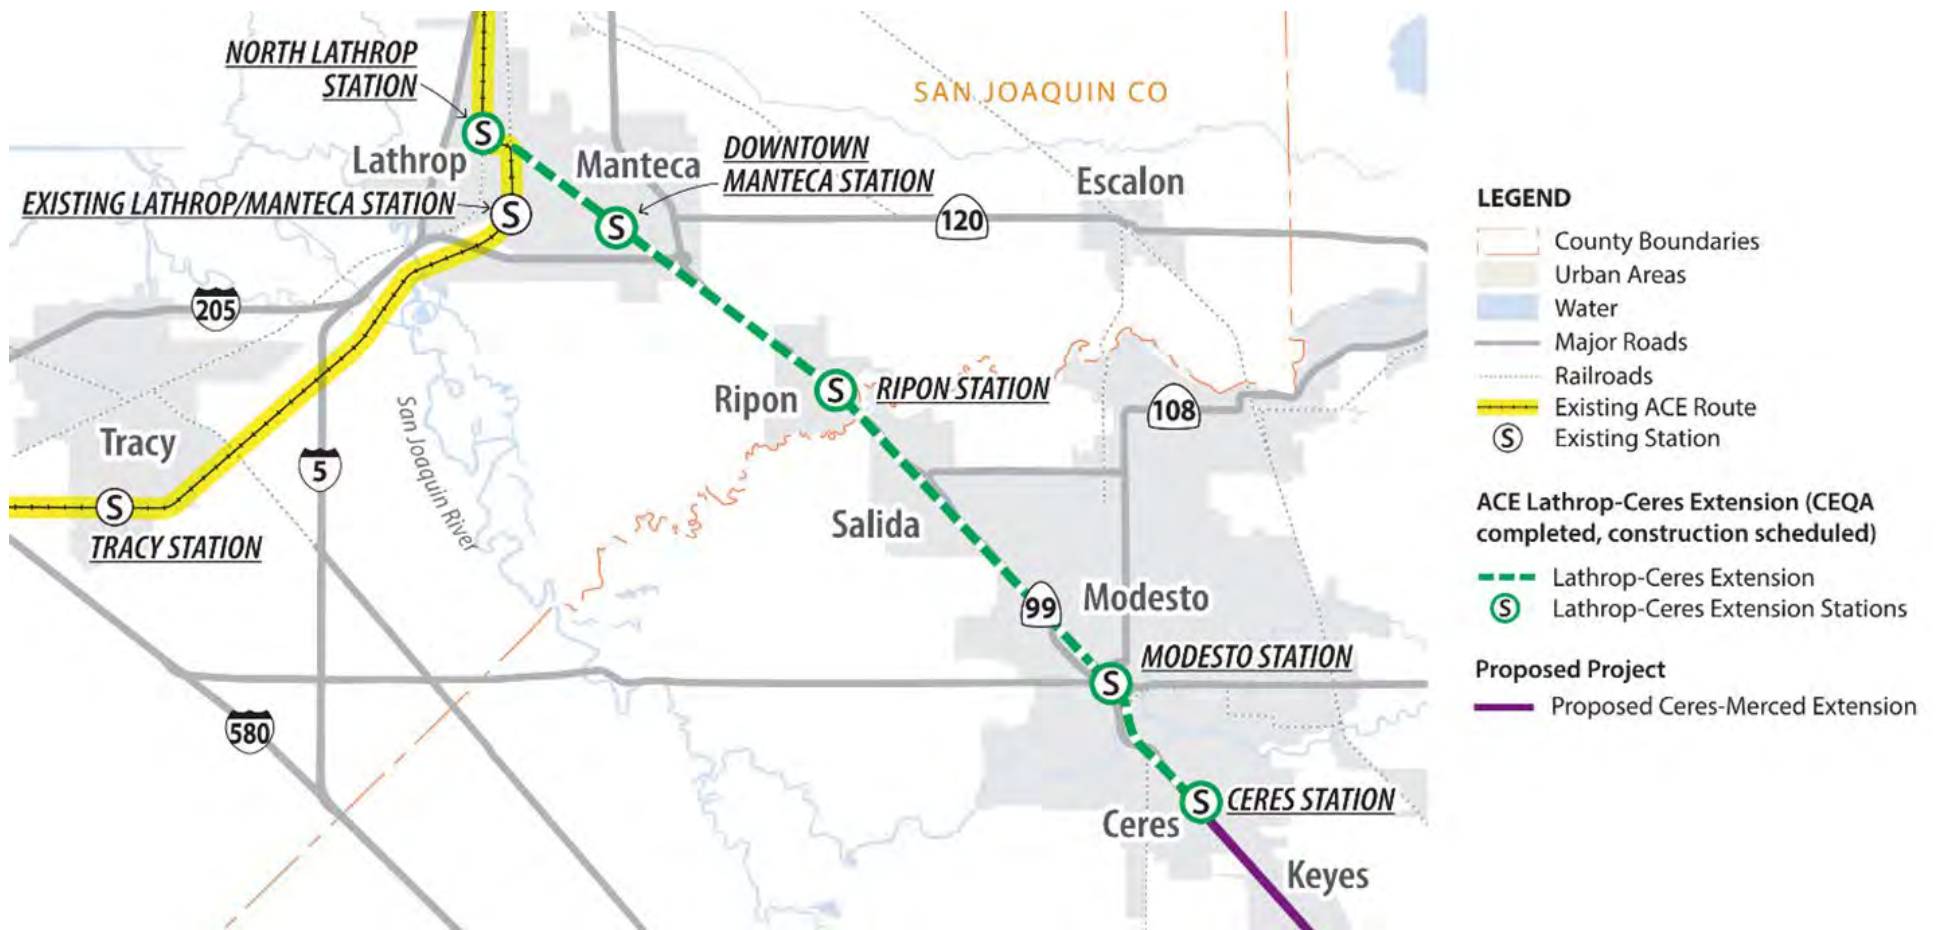 NORTH LATHROP
STATION
SAN JOAQUIN CO
S
Lathrop
Manteca
DOWNTOWN
MANTECA STATION
Escalon
EXISTING LATHROP/MANTECA STATION
S
S
120
205
Ripon
S
RIPON STATION
108
Tracy
San Joaquin River
5
S
TRACY STATION
Salida
99
Modesto
MODESTO STATION
S
580
S
CERES STATION
Ceres
Keyes
LEGEND
County Boundaries
Urban Areas
Water
Major Roads
Railroads
Existing ACE Route
S Existing Station
ACE Lathrop-Ceres Extension (CEQA
completed, construction scheduled)
Lathrop-Ceres Extension
S Lathrop-Ceres Extension Stations
Proposed Project
Proposed Ceres-Merced Extension